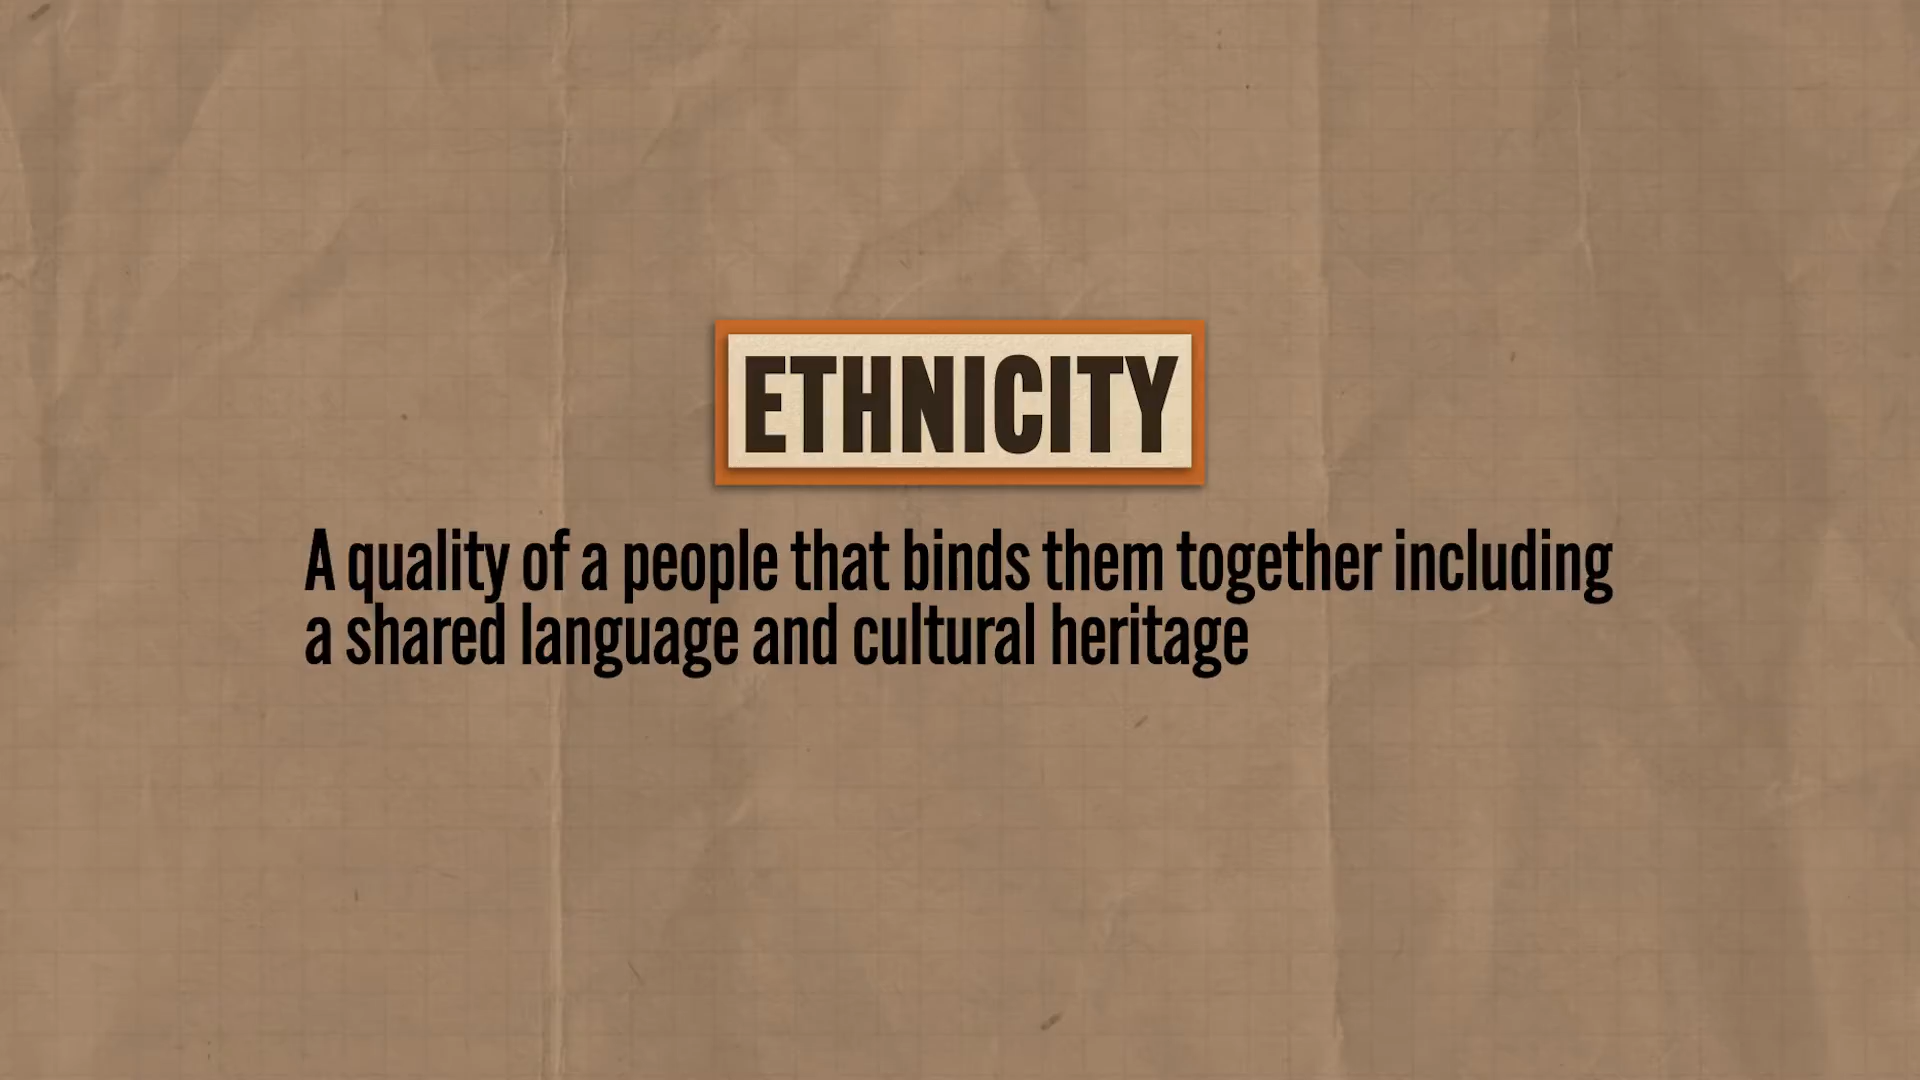 ETHNICITY
A quality of a people that binds them together including
a shared language and cultural heritage